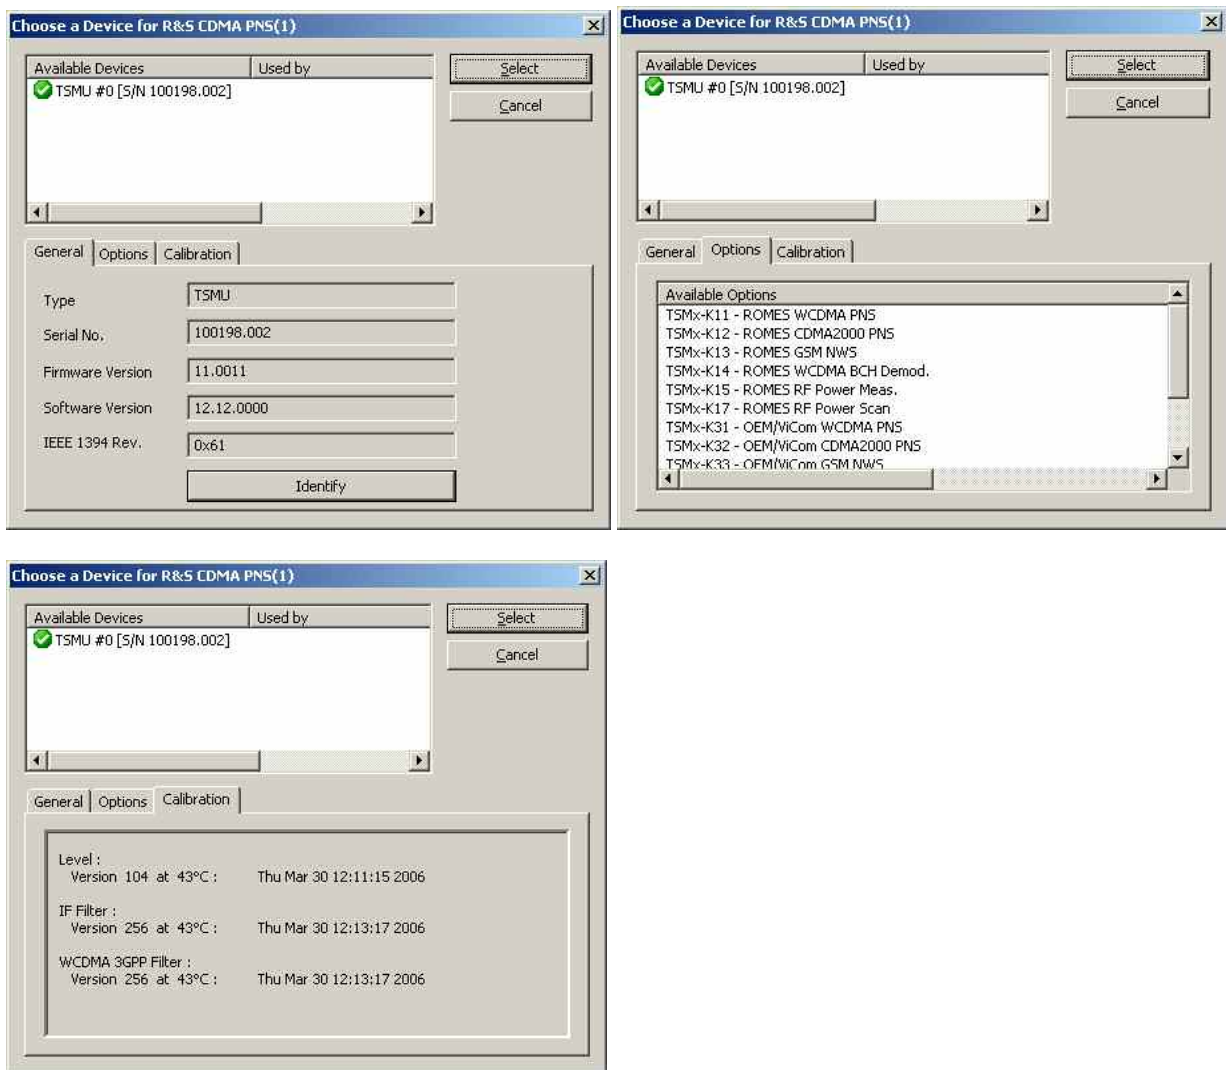 Choose a Device for R&S CDMA PNS(1)
Available Devices Used by
TSMU #0 [S/N 100198.002]
Select
Cancel
General Options Calibration
Type TSMU
Serial No. 100198.002
Firmware Version 11.0011
Software Version 12.12.0000
IEEE 1394 Rev. 0x61
Identify
Choose a Device for R&S CDMA PNS(1)
Available Devices Used by
TSMU #0 [S/N 100198.002]
Select
Cancel
General Options Calibration
Available Options
TSMx-K11 - ROMES WCDMA PNS
TSMx-K12 - ROMES CDMA2000 PNS
TSMx-K13 - ROMES GSM NWS
TSMx-K14 - ROMES WCDMA BCH Demod.
TSMx-K15 - ROMES RF Power Meas.
TSMx-K17 - ROMES RF Power Scan
TSMx-K31 - OEM/ViCom WCDMA PNS
TSMx-K32 - OEM/ViCom CDMA2000 PNS
TSMx-K33 - OEM/ViCom GSM NWS
Choose a Device for R&S CDMA PNS(1)
Available Devices Used by
TSMU #0 [S/N 100198.002]
Select
Cancel
General Options Calibration
Level :
Version 104 at 43°C : Thu Mar 30 12:11:15 2006
IF Filter :
Version 256 at 43°C : Thu Mar 30 12:13:17 2006
WCDMA 3GPP Filter :
Version 256 at 43°C : Thu Mar 30 12:13:17 2006